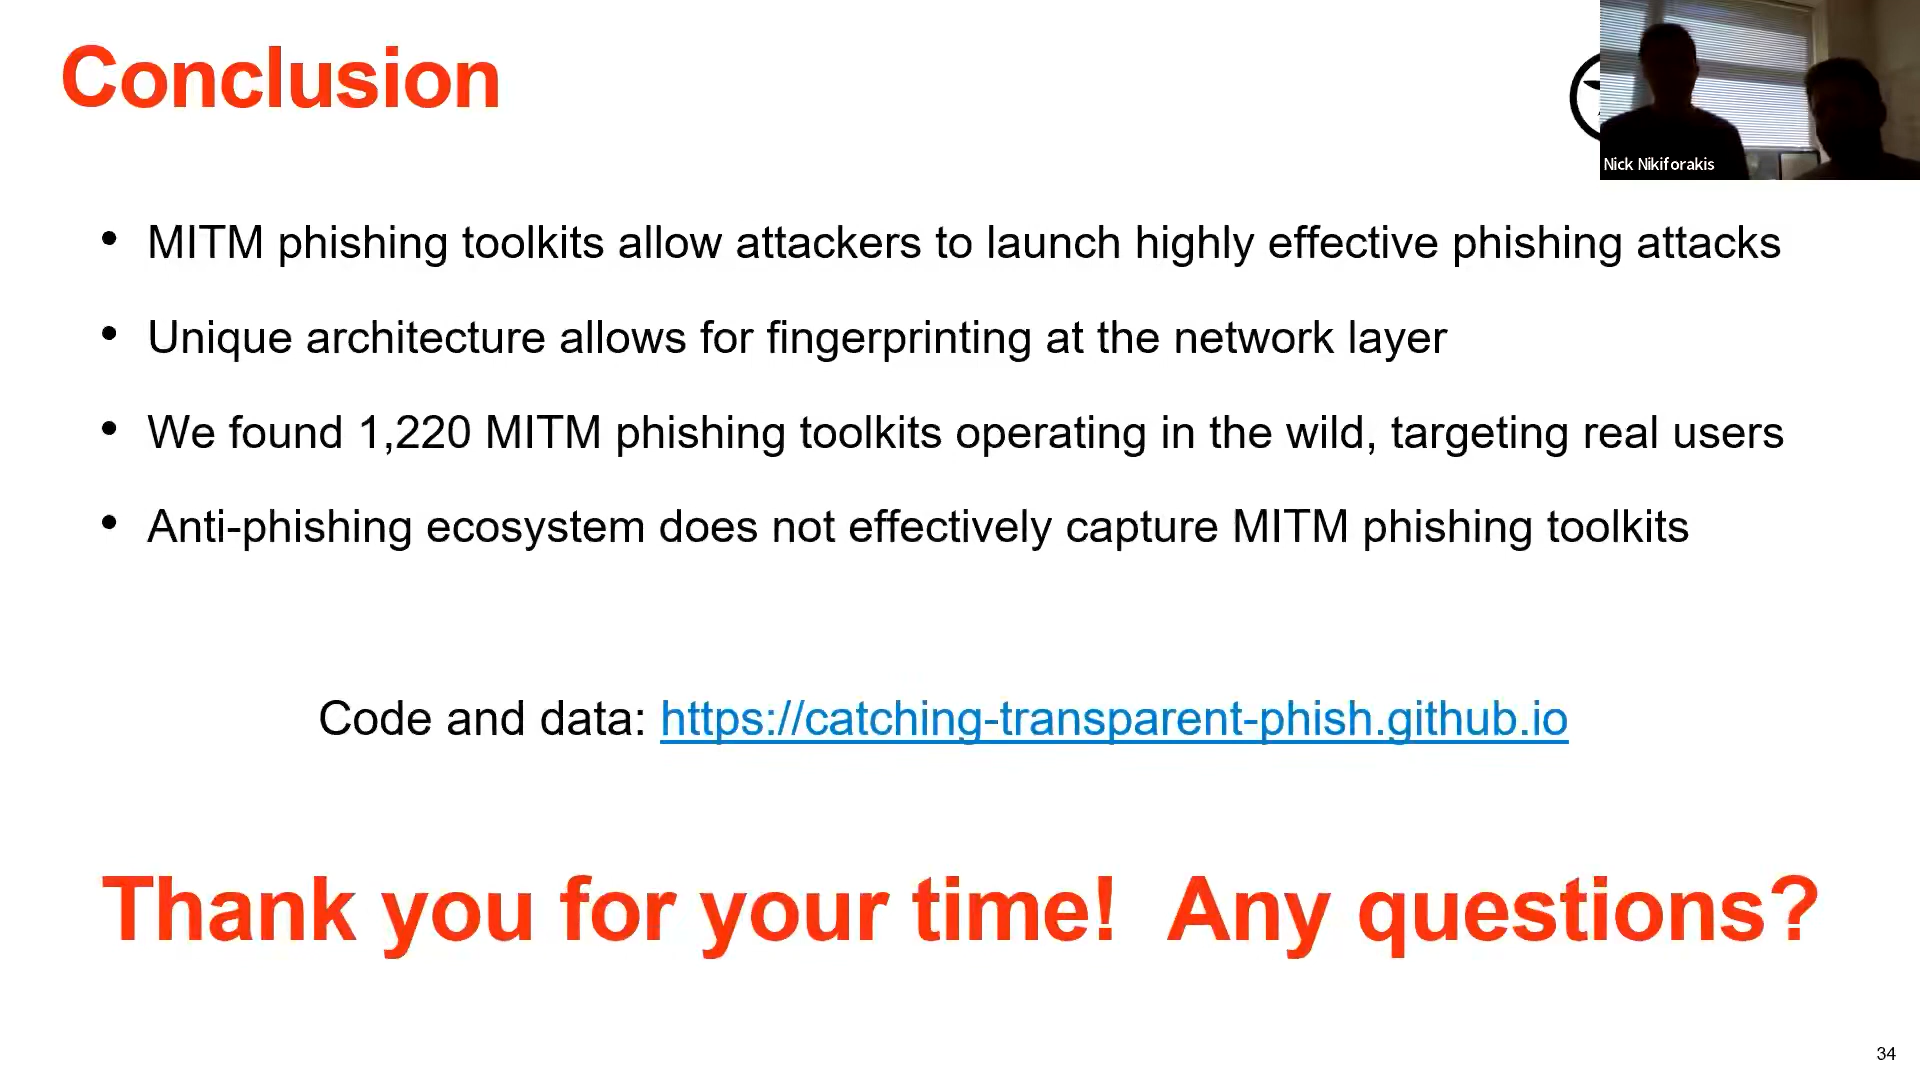 Conclusion
Nick Nikiforakis
• MITM phishing toolkits allow attackers to launch highly effective phishing attacks
• Unique architecture allows for fingerprinting at the network layer
• We found 1,220 MITM phishing toolkits operating in the wild, targeting real users
• Anti-phishing ecosystem does not effectively capture MITM phishing toolkits
Code and data: https://catching-transparent-phish.github.io
Thank you for your time! Any questions?
34